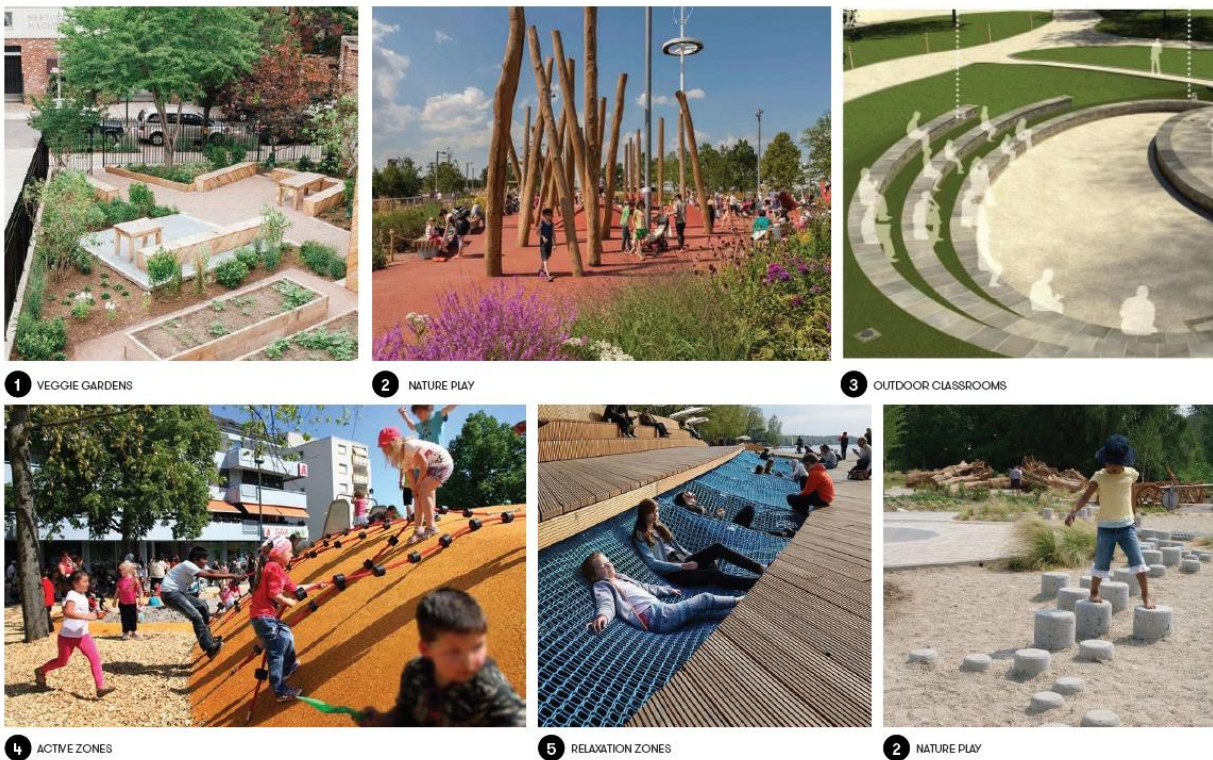 1 VEGGIE GARDENS
2 NATURE PLAY
3 OUTDOOR CLASSROOMS
4 ACTIVE ZONES
5 RELAXATION ZONES
2 NATURE PLAY